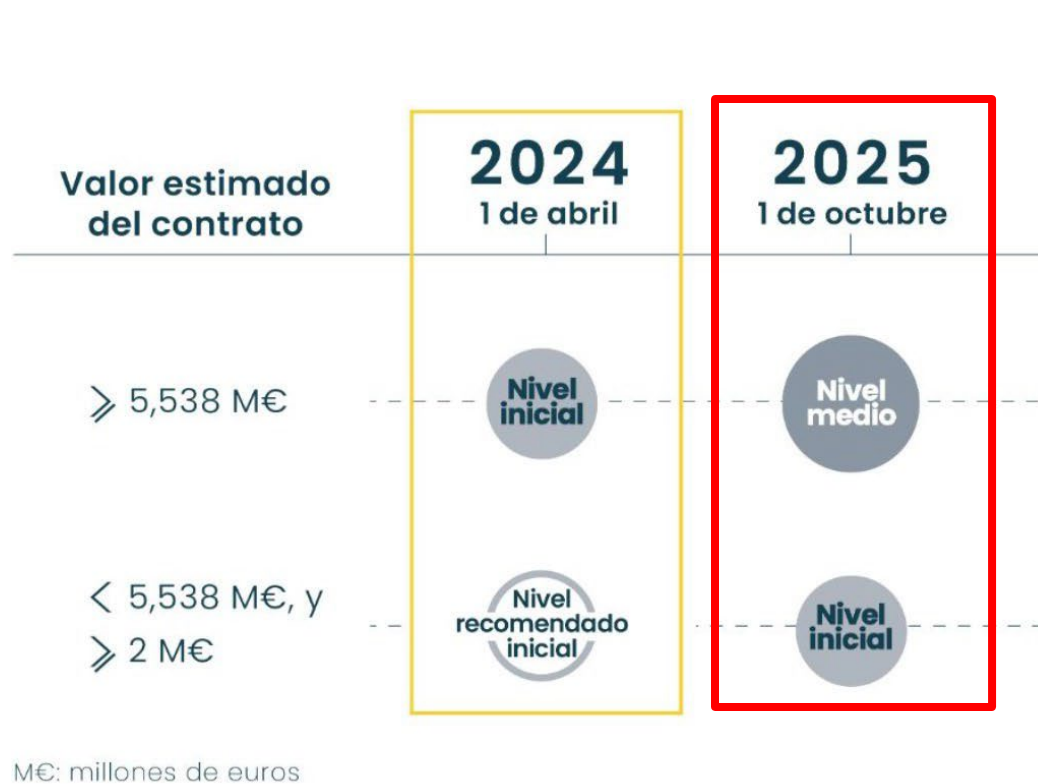 Valor estimado
del contrato
2024
1 de abril
2025
1 de octubre
⩾ 5,538 M€
Nivel
inicial
Nivel
medio
< 5,538 M€, y
⩾ 2 M€
Nivel
recomendado
inicial
Nivel
inicial
M€: millones de euros